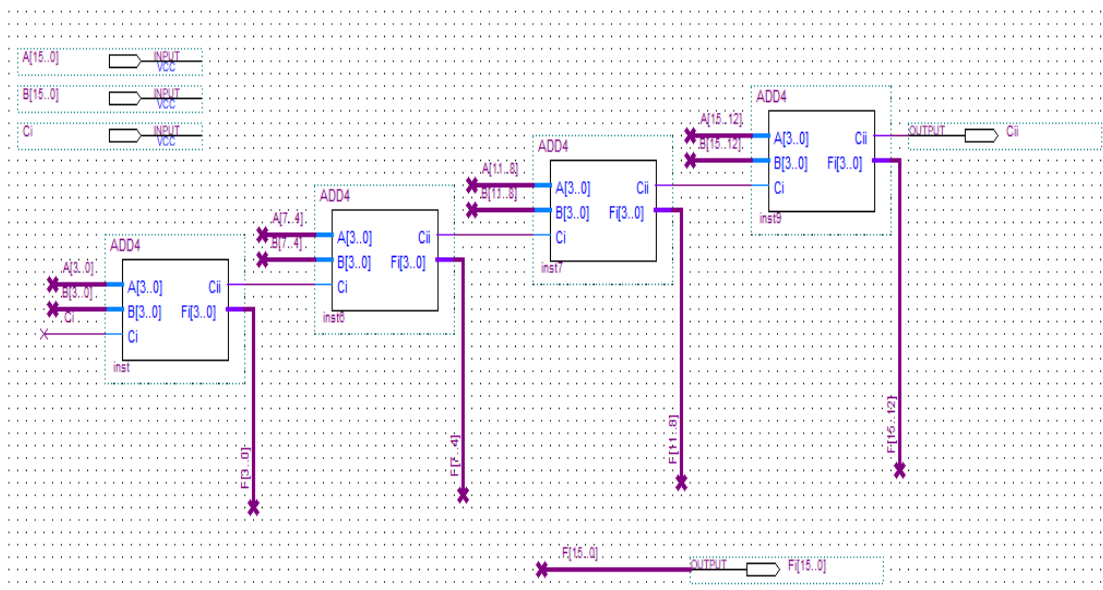 A[15..0]
INPUT
VCC
B[15..0]
INPUT
VCC
Ci
INPUT
VCC
ADD4
A[15..12]
B[15..12]
A[3..0]
B[3..0]
Ci
Cii
Fi[3..0]
inst9
OUTPUT
Cii
ADD4
A[11..8]
B[11..8]
A[3..0]
B[3..0]
Ci
Cii
Fi[3..0]
inst7
ADD4
A[7..4]
B[7..4]
A[3..0]
B[3..0]
Ci
Cii
Fi[3..0]
inst6
ADD4
A[3..0]
B[3..0]
Ci
A[3..0]
B[3..0]
Ci
Cii
Fi[3..0]
inst
F[3..0]
F[7..4]
F[11..8]
F[15..12]
F[15..0]
OUTPUT
Fi[15..0]